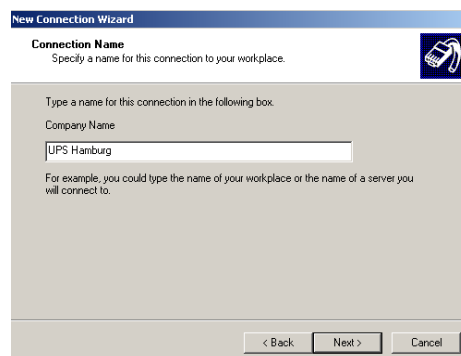 New Connection Wizard
Connection Name
Specify a name for this connection to your workplace.
Type a name for this connection in the following box.
Company Name
UPS Hamburg
For example, you could type the name of your workplace or the name of a server you
will connect to.
< Back Next > Cancel